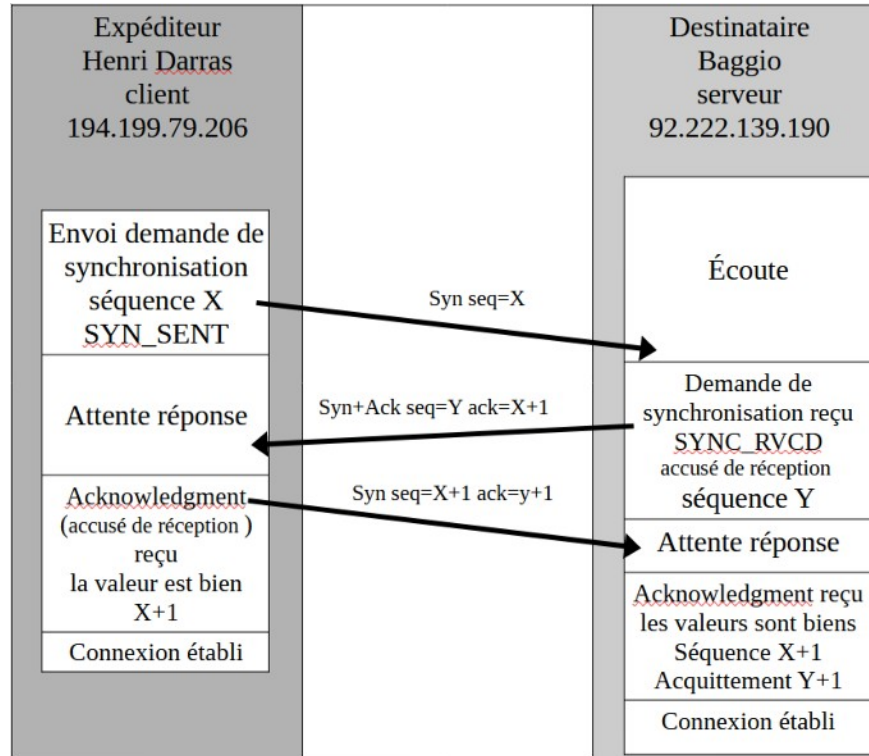 Expéditeur
Henri Darras
client
194.199.79.206
Envoi demande de
synchronisation
séquence X
SYN_SENT
Attente réponse
Acknowledgment
(accusé de réception )
reçu
la valeur est bien
X+1
Connexion établi
Syn seq=X
Syn+Ack seq=Y ack=X+1
Syn seq=X+1 ack=y+1
Destinataire
Baggio
serveur
92.222.139.190
Écoute
Demande de
synchronisation reçu
SYNC_RVCD
accusé de réception
séquence Y
Attente réponse
Acknowledgment reçu
les valeurs sont biens
Séquence X+1
Acquittement Y+1
Connexion établi